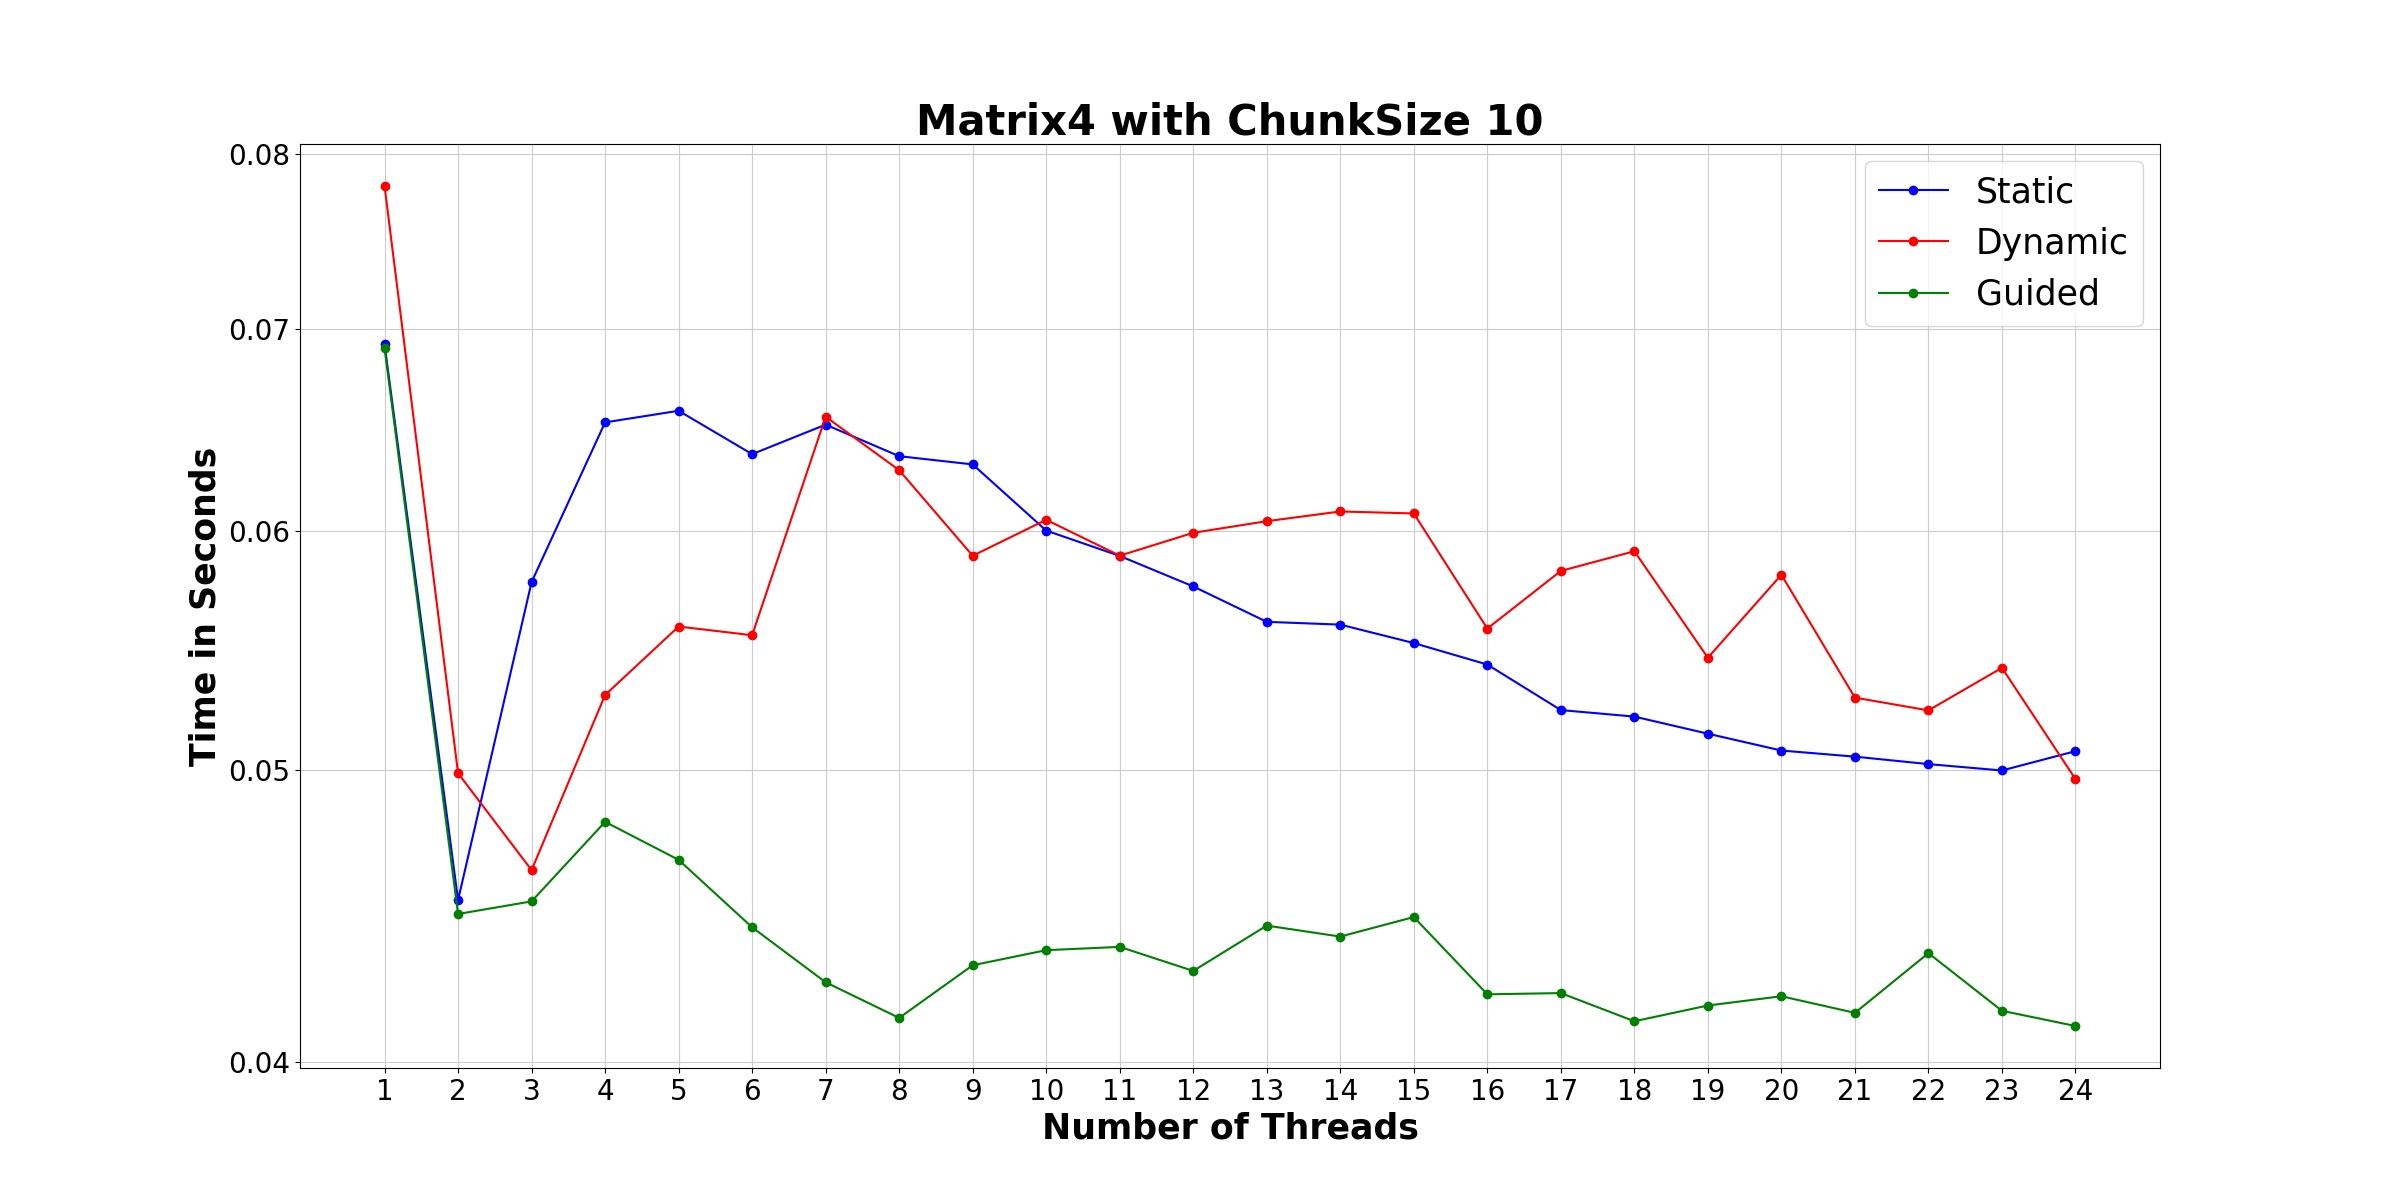 Matrix4 with ChunkSize 10
0.08
0.07
0.06
0.05
0.04
Time in Seconds
Static
Dynamic
Guided
1 2 3 4 5 6 7 8 9 10 11 12 13 14 15 16 17 18 19 20 21 22 23 24
Number of Threads